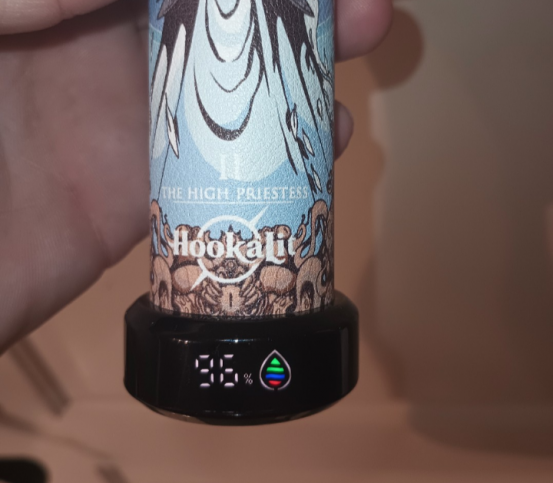 II
THE HIGH PRIESTESS
HookaLit
96%